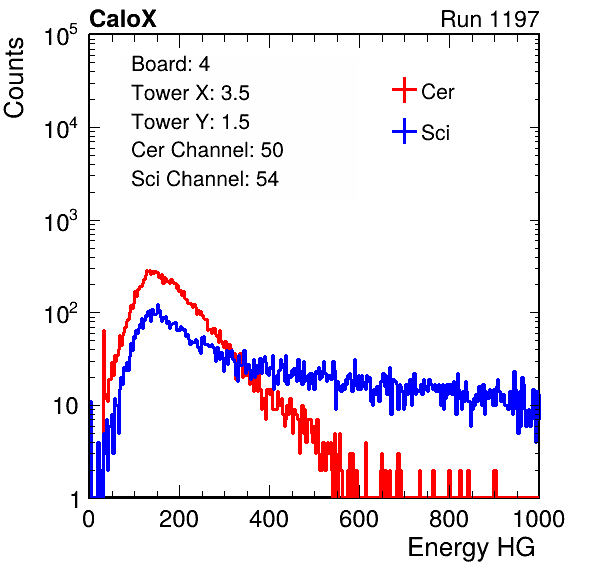 CaloX Run 1197
Counts
10^5
10^4
10^3
10^2
10
1
Board: 4
Tower X: 3.5
Tower Y: 1.5
Cer Channel: 50
Sci Channel: 54
Cer
Sci
0 200 400 600 800 1000
Energy HG